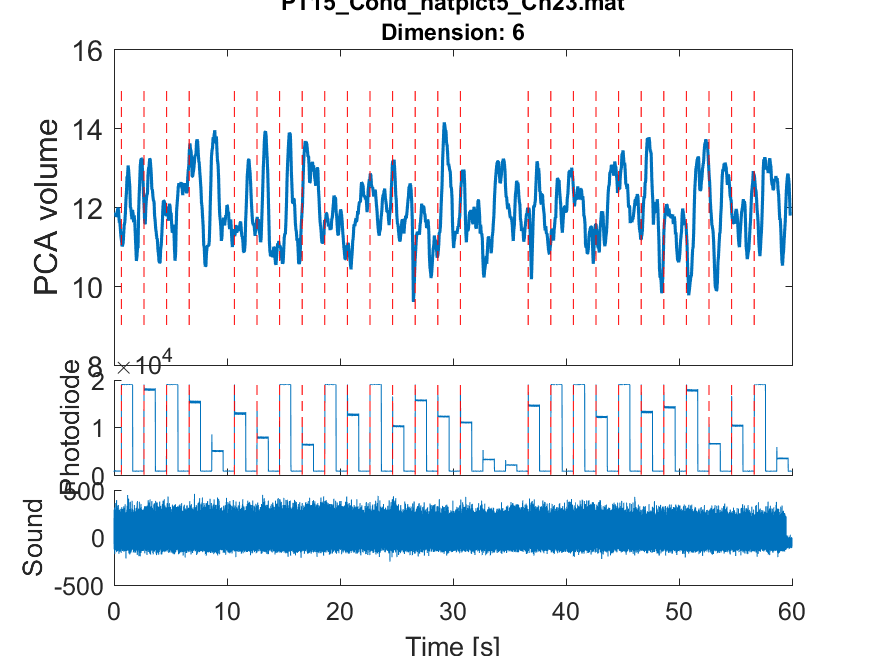 PT15_Cond_natpict5_Ch23.mat
Dimension: 6
16
14
12
10
8
PCA volume
×10⁴
2
1
0
Photodiode
500
0
-500
Sound
0 10 20 30 40 50 60
Time [s]